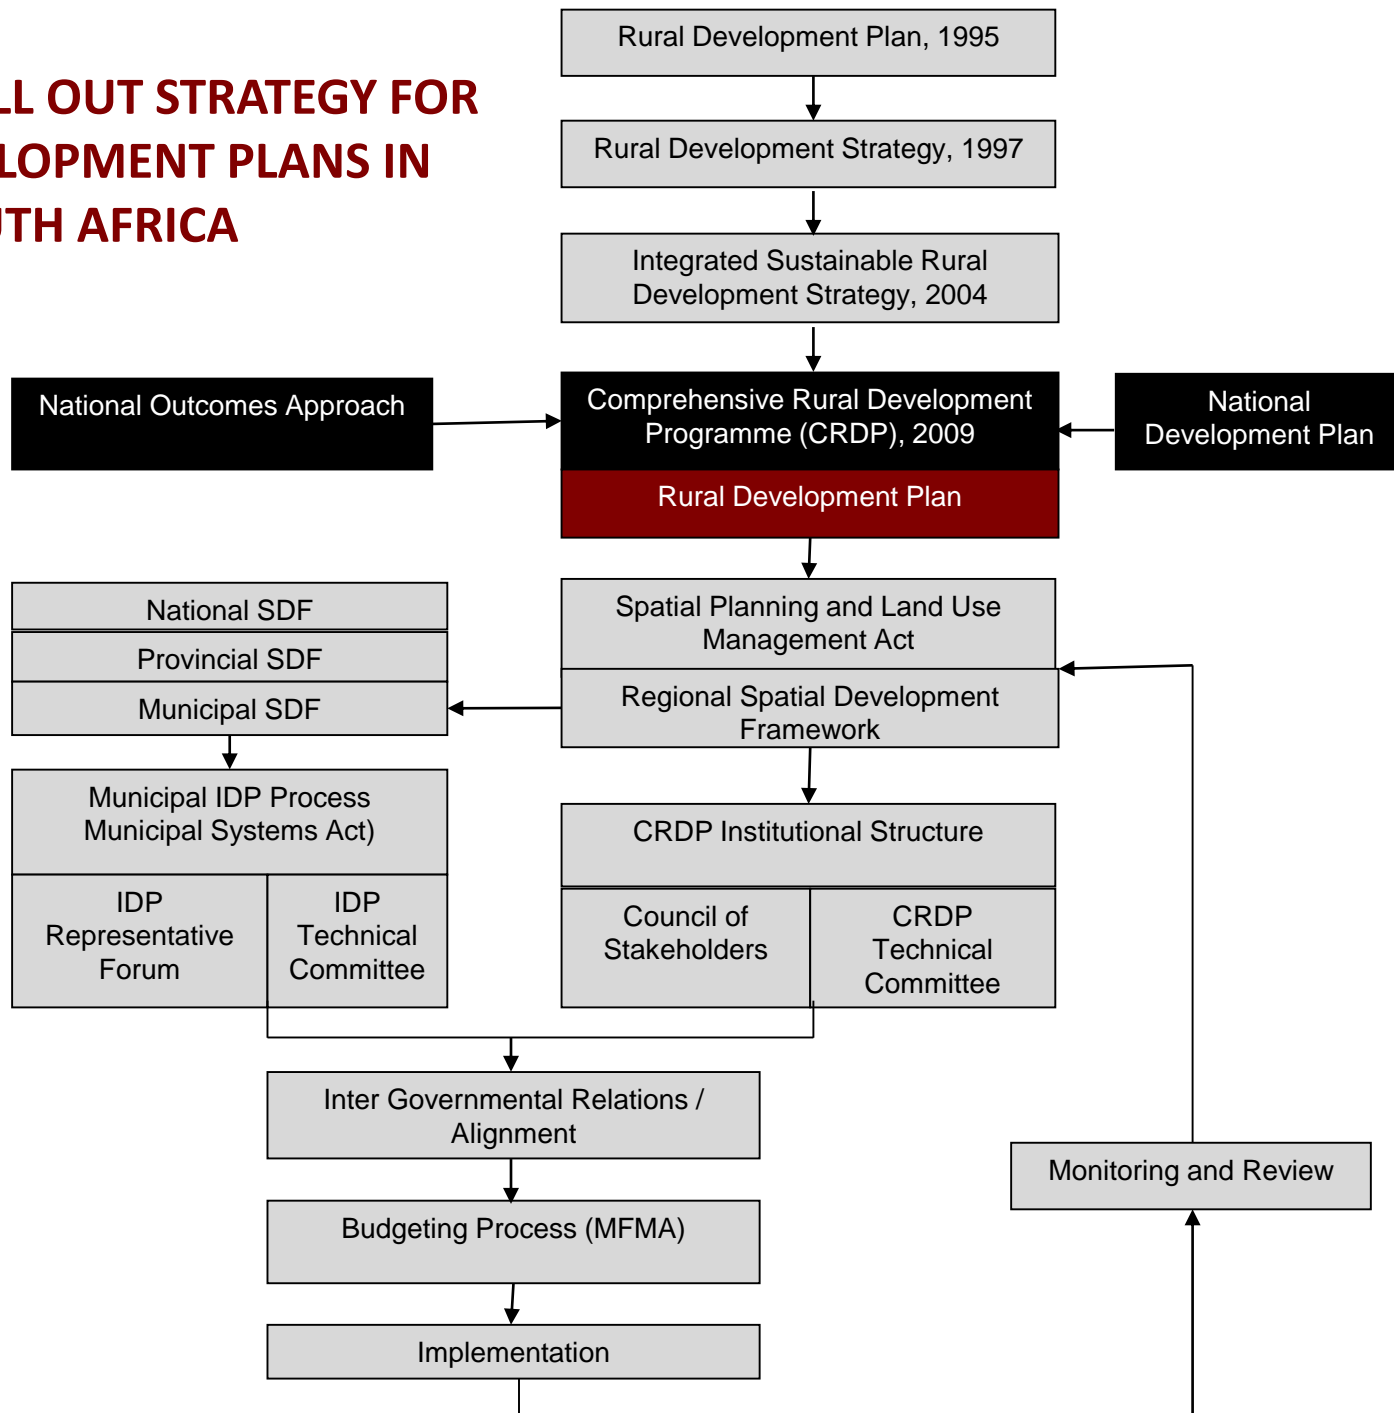 Rural Development Plan, 1995
LL OUT STRATEGY FOR
ELOPMENT PLANS IN
UTH AFRICA
Rural Development Strategy, 1997
Integrated Sustainable Rural
Development Strategy, 2004
National Outcomes Approach
Comprehensive Rural Development
Programme (CRDP), 2009
National
Development Plan
Rural Development Plan
National SDF
Provincial SDF
Municipal SDF
Spatial Planning and Land Use
Management Act
Regional Spatial Development
Framework
Municipal IDP Process
Municipal Systems Act)
IDP
Representative
Forum
IDP
Technical
Committee
CRDP Institutional Structure
Council of
Stakeholders
CRDP
Technical
Committee
Inter Governmental Relations /
Alignment
Monitoring and Review
Budgeting Process (MFMA)
Implementation